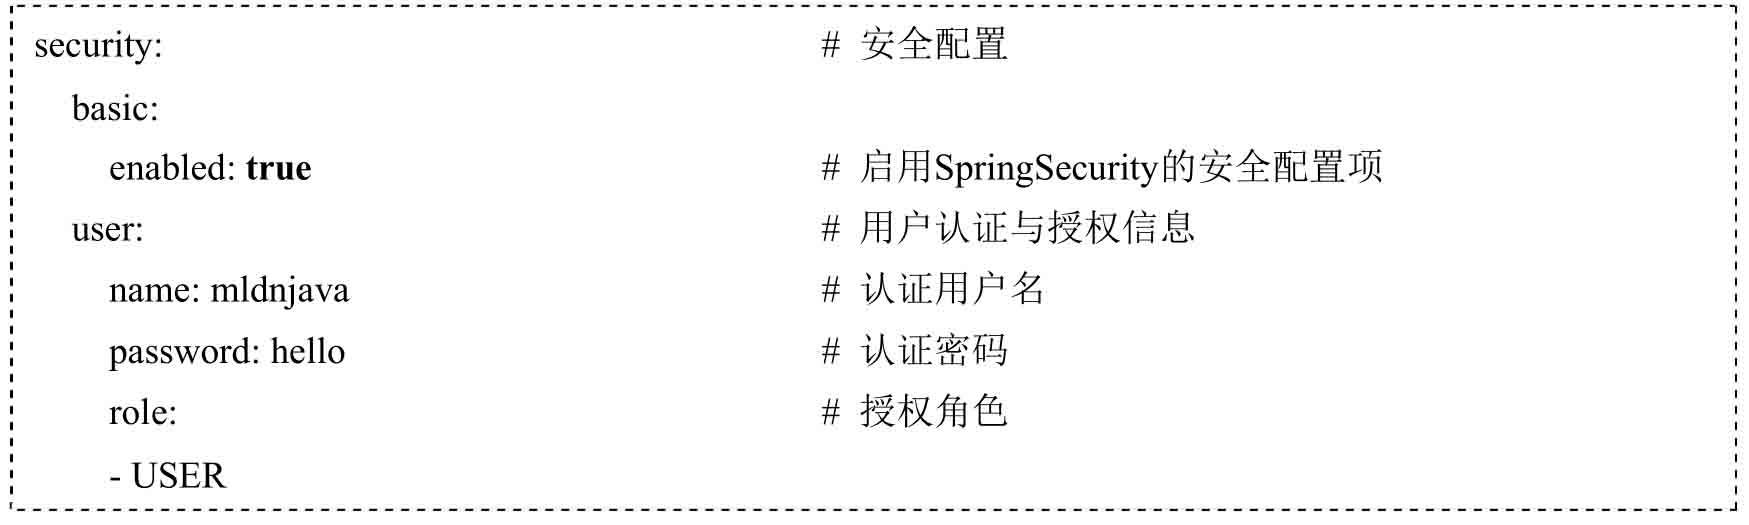 security: # 安全配置
basic:
enabled: true # 启用SpringSecurity的安全配置项
user: # 用户认证与授权信息
name: mldnjava # 认证用户名
password: hello # 认证密码
role: # 授权角色
- USER